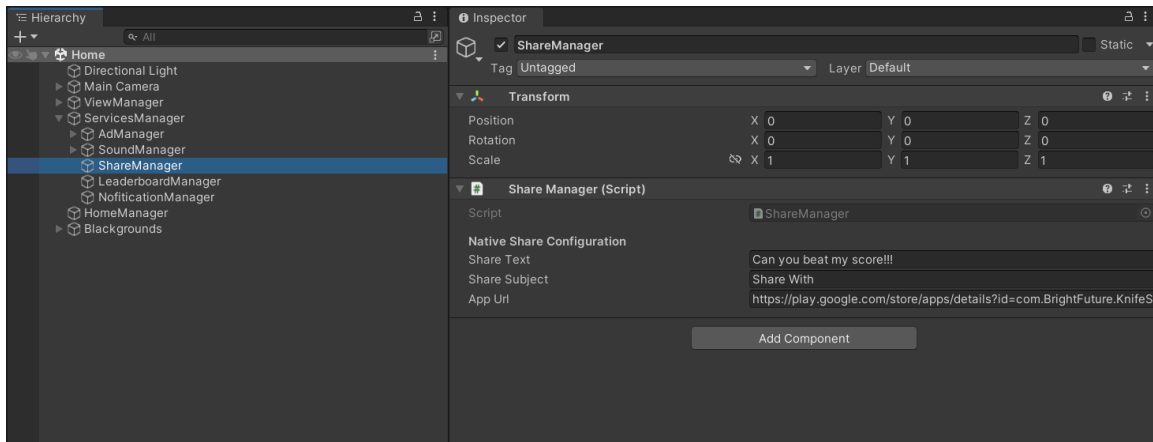 Hierarchy
All
Home
Directional Light
Main Camera
ViewManager
ServicesManager
AdManager
SoundManager
ShareManager
LeaderboardManager
NofiticationManager
HomeManager
Blackgrounds
Inspector
ShareManager
Static
Tag Untagged Layer Default
Transform
Position X 0 Y 0 Z 0
Rotation X 0 Y 0 Z 0
Scale X 1 Y 1 Z 1
# Share Manager (Script)
Script ShareManager
Native Share Configuration
Share Text Can you beat my score!!!
Share Subject Share With
App Url https://play.google.com/store/apps/details?id=com.BrightFuture.KnifeS
Add Component